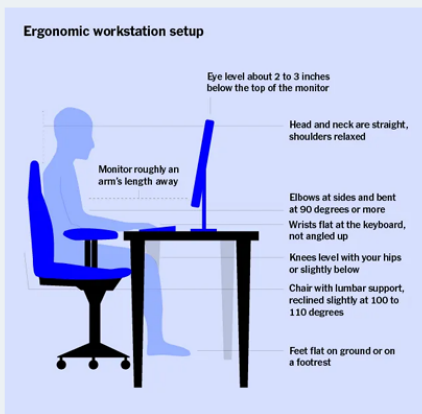 Ergonomic workstation setup
Eye level about 2 to 3 inches
below the top of the monitor
Head and neck are straight,
shoulders relaxed
Monitor roughly an
arm's length away
Elbows at sides and bent
at 90 degrees or more
Wrists flat at the keyboard,
not angled up
Knees level with your hips
or slightly below
Chair with lumbar support,
reclined slightly at 100 to
110 degrees
Feet flat on ground or on
a footrest